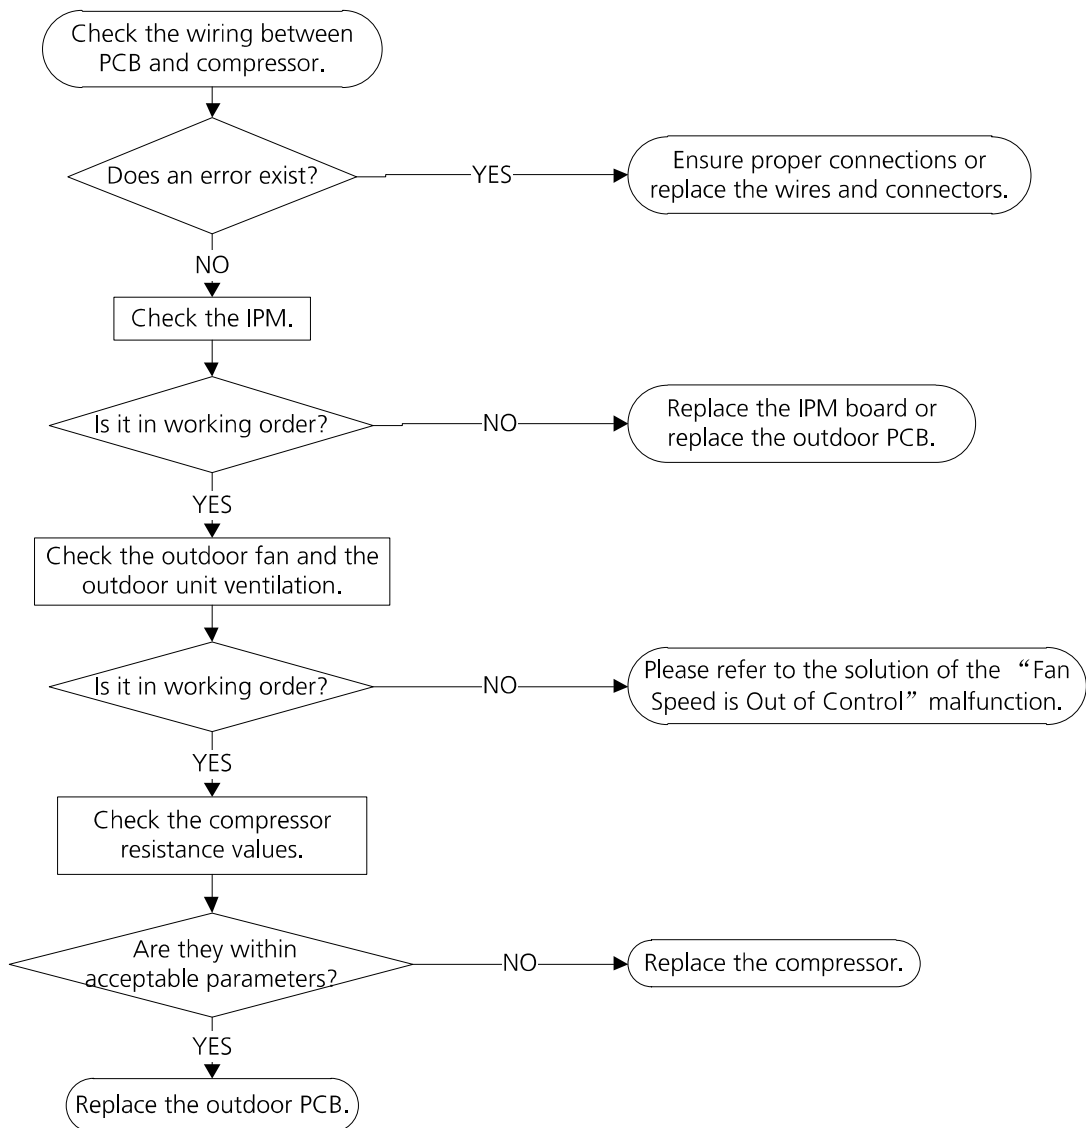 Check the wiring between
PCB and compressor.
Does an error exist?
YES
Ensure proper connections or
replace the wires and connectors.
NO
Check the IPM.
Is it in working order?
NO
Replace the IPM board or
replace the outdoor PCB.
YES
Check the outdoor fan and the
outdoor unit ventilation.
Is it in working order?
NO
Please refer to the solution of the “Fan
Speed is Out of Control” malfunction.
YES
Check the compressor
resistance values.
Are they within
acceptable parameters?
NO
Replace the compressor.
YES
Replace the outdoor PCB.